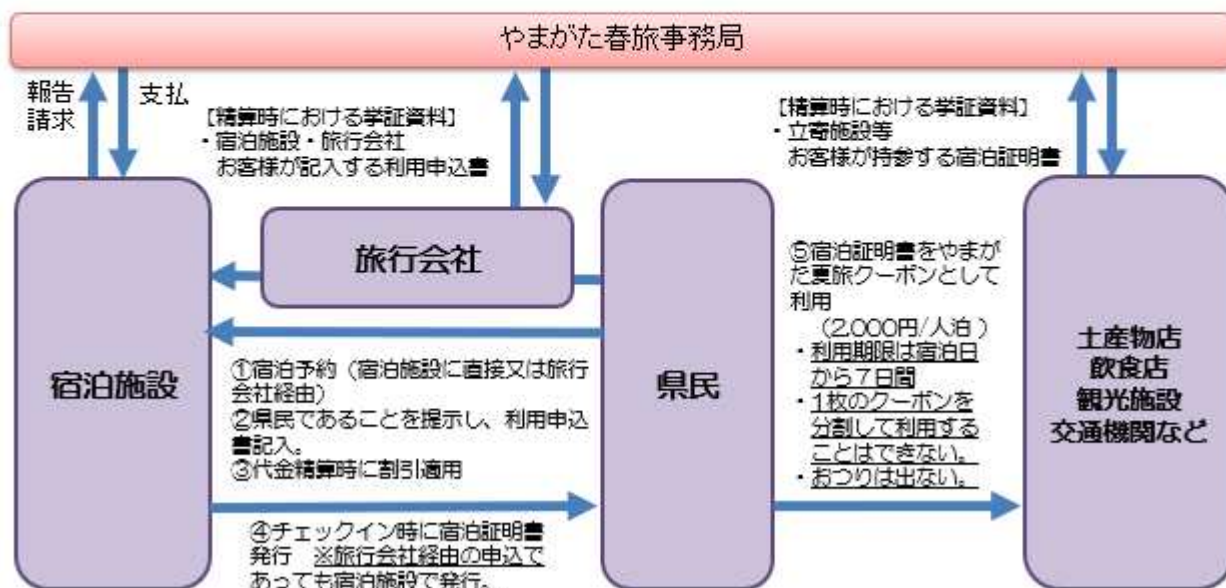 やまがた春旅事務局
報告
請求
支払
【精算時における挙証資料】
・宿泊施設・旅行会社
お客様が記入する利用申込書
【精算時における挙証資料】
・立寄施設等
お客様が持参する宿泊証明書
旅行会社
宿泊施設
①宿泊予約（宿泊施設に直接又は旅行
会社経由）
②県民であることを提示し、利用申込
書記入。
③代金精算時に割引適用
④チェックイン時に宿泊証明書
発行　※旅行会社経由の申込で
あっても宿泊施設で発行。
県民
⑤宿泊証明書をやまが
た夏旅クーポンとして
利用
（2,000円/人泊）
・利用期限は宿泊日
から７日間
・1枚のクーポンを
分割して利用する
ことはできない。
・おつりは出ない。
土産物店
飲食店
観光施設
交通機関など